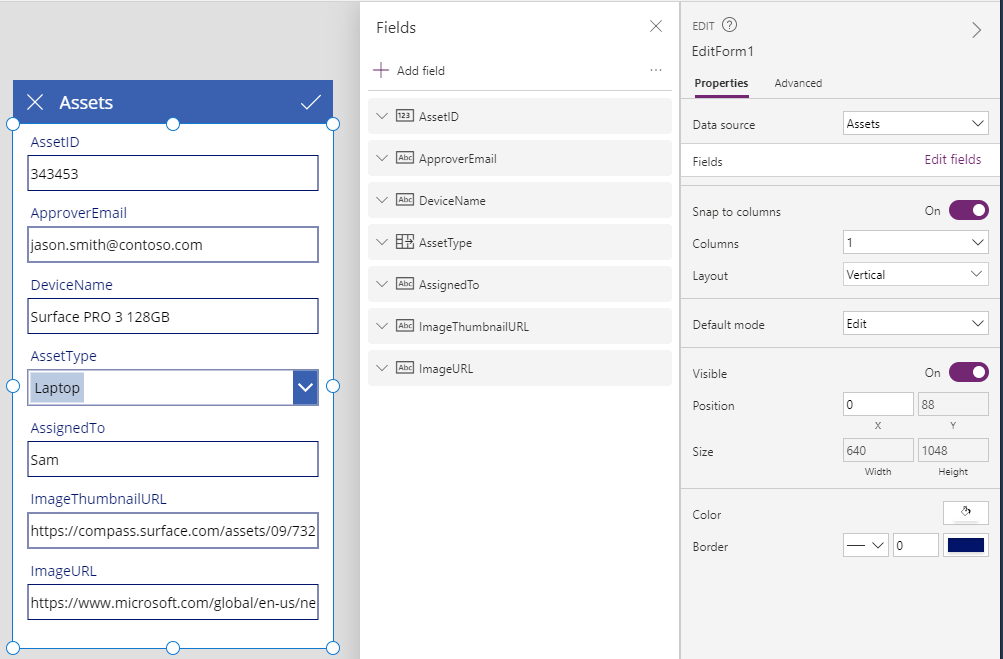 Assets
AssetID
343453
ApproverEmail
jason.smith@contoso.com
DeviceName
Surface PRO 3 128GB
AssetType
Laptop
AssignedTo
Sam
ImageThumbnailURL
https://compass.surface.com/assets/09/732
ImageURL
https://www.microsoft.com/global/en-us/ne
Fields
Add field
...
123 AssetID
Abc ApproverEmail
Abc DeviceName
AssetType
Abc AssignedTo
Abc ImageThumbnailURL
Abc ImageURL
EDIT ?
EditForm1
Properties Advanced
Data source Assets
Fields Edit fields
Snap to columns On
Columns 1
Layout Vertical
Default mode Edit
Visible On
Position 0 88
X Y
Size 640 1048
Width Height
Color
Border 0